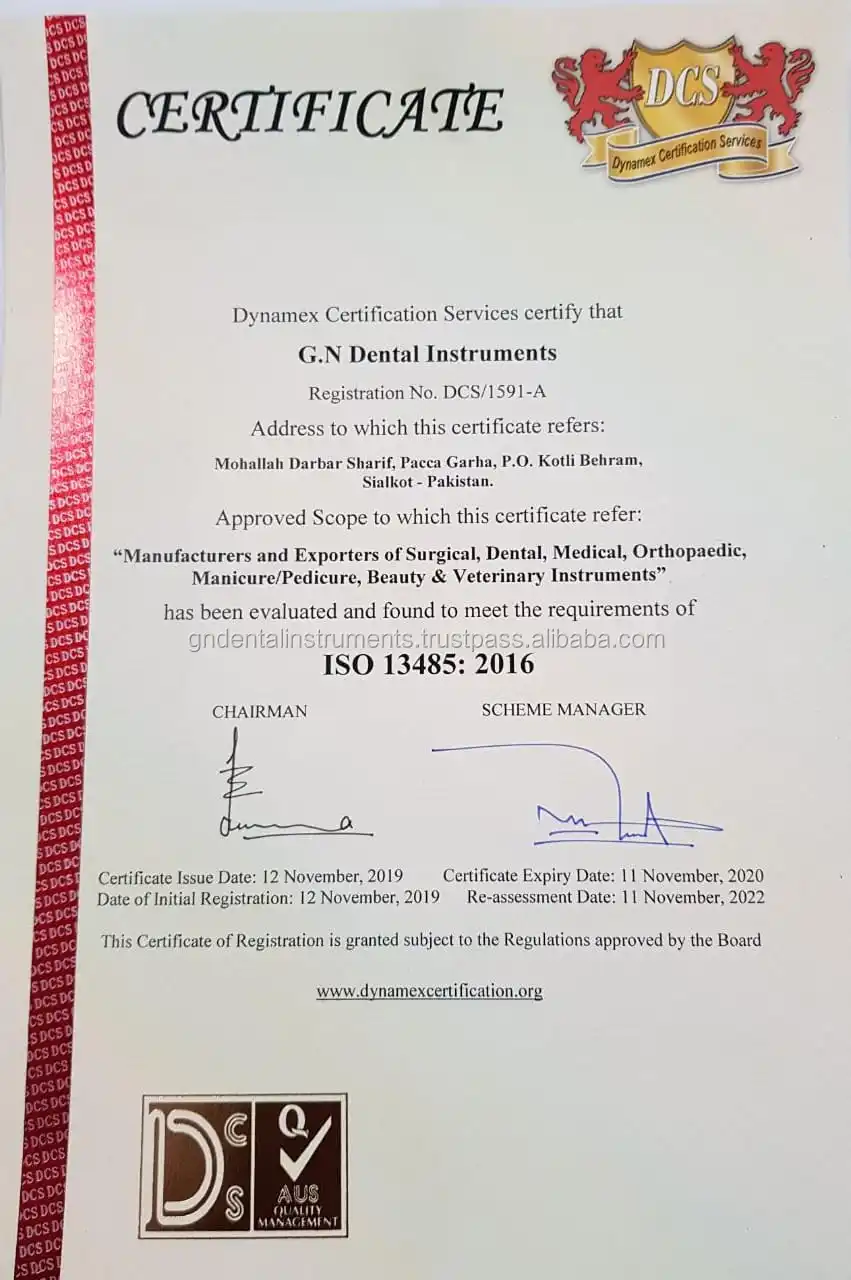 CERTIFICATE
DCS
Dynamex Certification Services
Dynamex Certification Services certify that
G.N Dental Instruments
Registration No. DCS/1591-A
Address to which this certificate refers:
Mohallah Darbar Sharif, Pacca Garha, P.O. Kotli Behram,
Sialkot - Pakistan.
Approved Scope to which this certificate refer:
“Manufacturers and Exporters of Surgical, Dental, Medical, Orthopaedic,
Manicure/Pedicure, Beauty & Veterinary Instruments”
has been evaluated and found to meet the requirements of
gndentalinstruments.trustpass.alibaba.com
ISO 13485: 2016
CHAIRMAN SCHEME MANAGER
Certificate Issue Date: 12 November, 2019 Certificate Expiry Date: 11 November, 2020
Date of Initial Registration: 12 November, 2019 Re-assessment Date: 11 November, 2022
This Certificate of Registration is granted subject to the Regulations approved by the Board
www.dynamexcertification.org
DCS
Q
AUS
QUALITY
MANAGEMENT